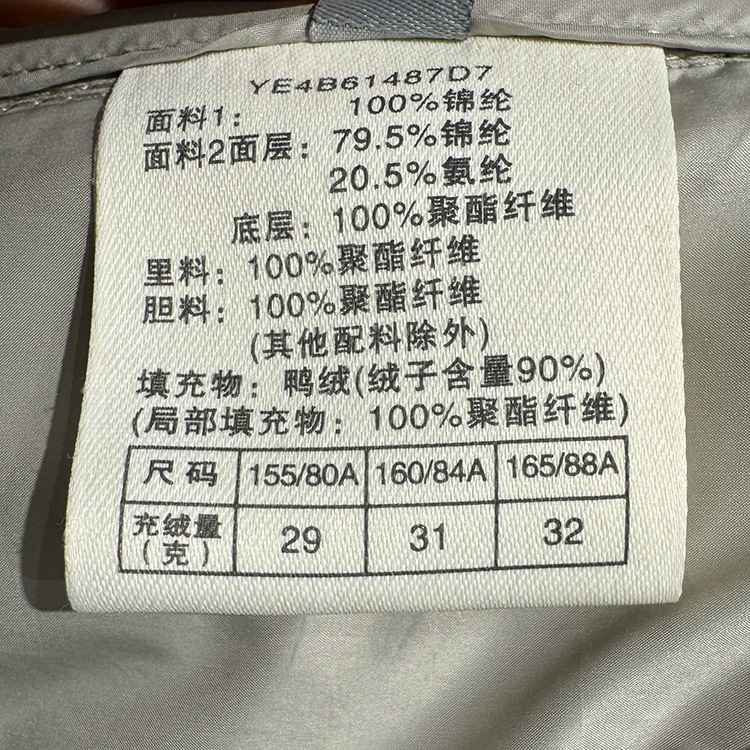 YE4B61487D7
面料1： 100%锦纶
面料2面层：79.5%锦纶
20.5%氨纶
底层：100%聚酯纤维
里料：100%聚酯纤维
胆料：100%聚酯纤维
(其他配料除外)
填充物：鸭绒(绒子含量90%)
(局部填充物：100%聚酯纤维)
尺码 155/80A 160/84A 165/88A
充绒量(克) 29 31 32